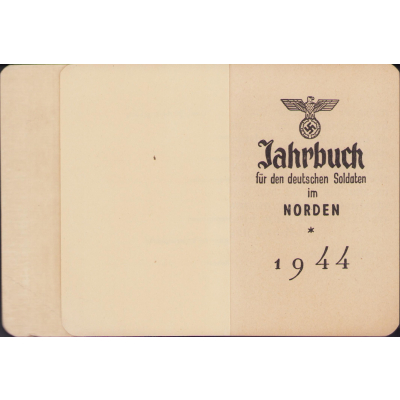 Jahrbuch
für den deutschen Soldaten
im
NORDEN
*
1944